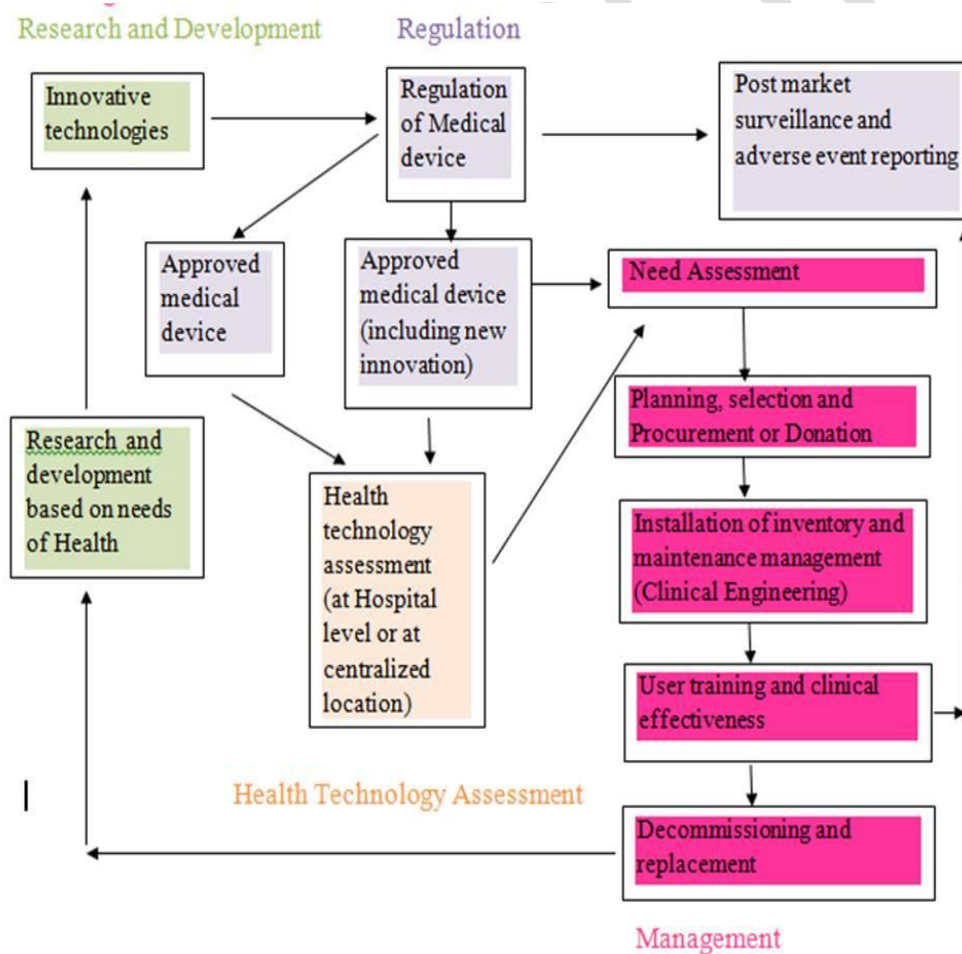 Research and Development
Regulation
Innovative
technologies
Regulation
of Medical
device
Post market
surveillance and
adverse event reporting
Approved
medical
device
Approved
medical device
(including new
innovation)
Need Assessment
Planning, selection and
Procurement or Donation
Research and
development
based on needs
of Health
Health
technology
assessment
(at Hospital
level or at
centralized
location)
Installation of inventory and
maintenance management
(Clinical Engineering)
User training and clinical
effectiveness
Health Technology Assessment
Decommissioning and
replacement
Management